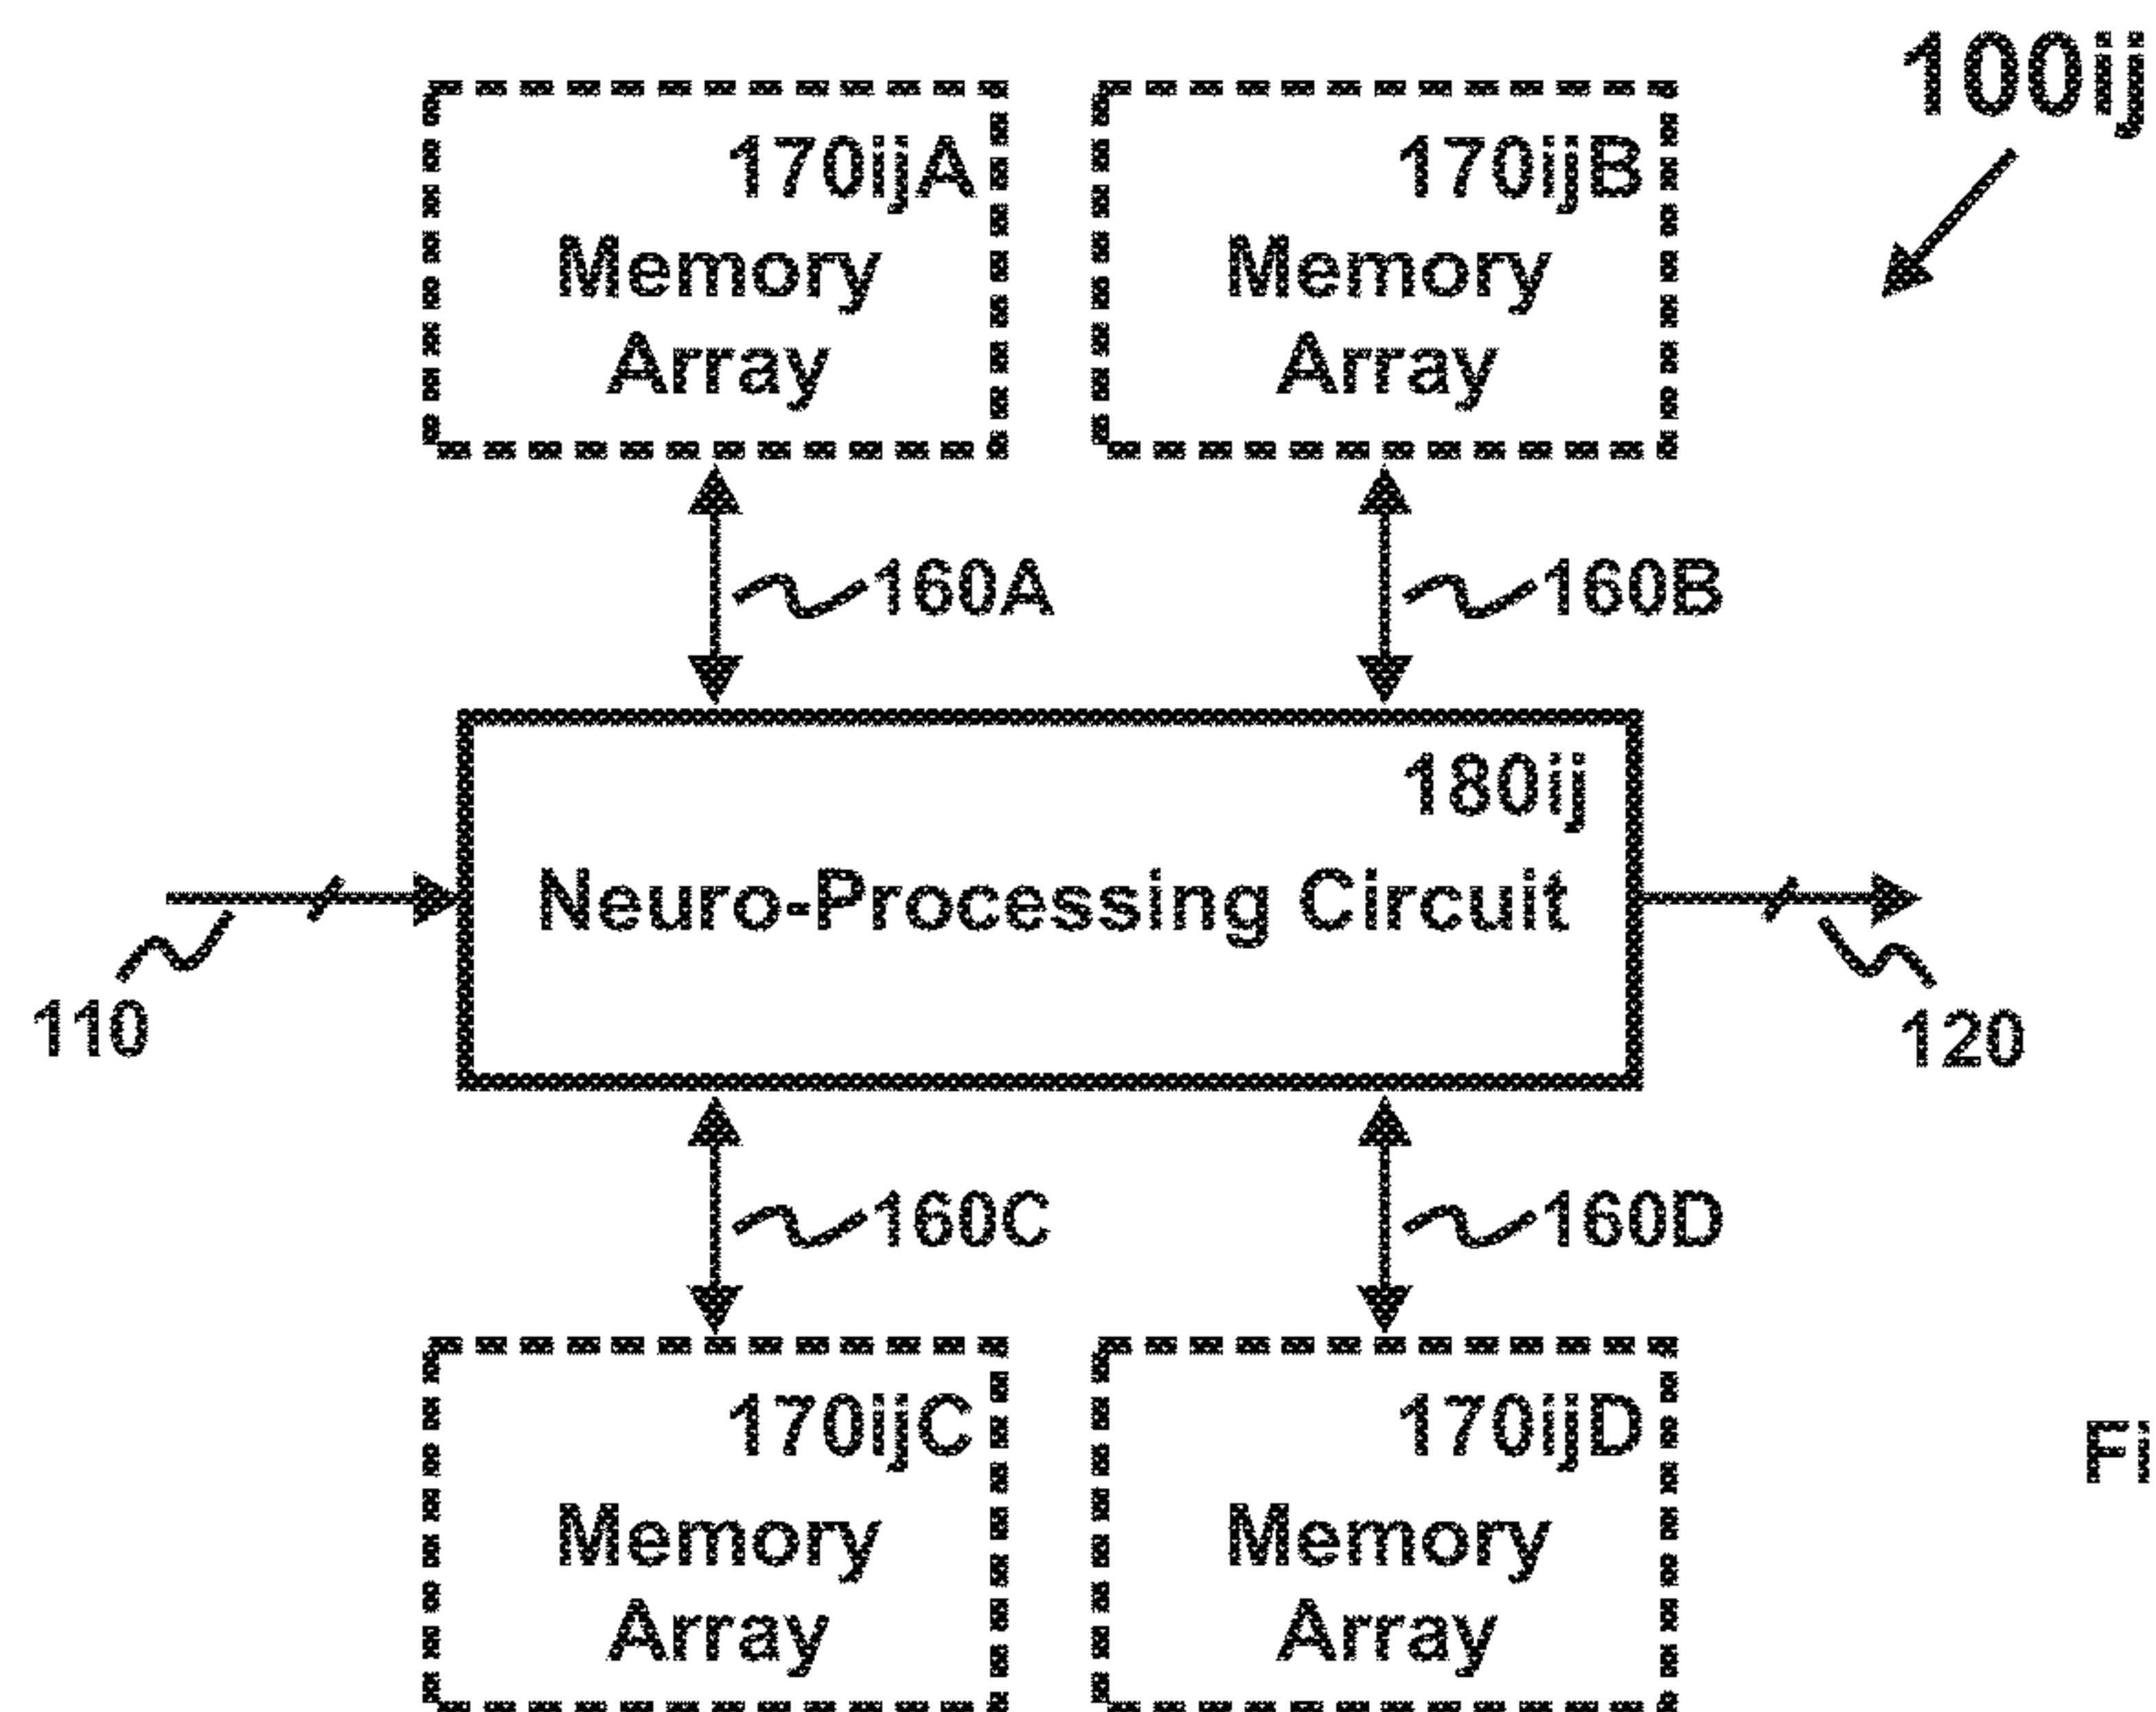 100ij
170ijA
Memory
Array
170ijB
Memory
Array
160A
160B
180ij
Neuro-Processing Circuit
110
120
160C
160D
170ijC
Memory
Array
170ijD
Memory
Array
Fi